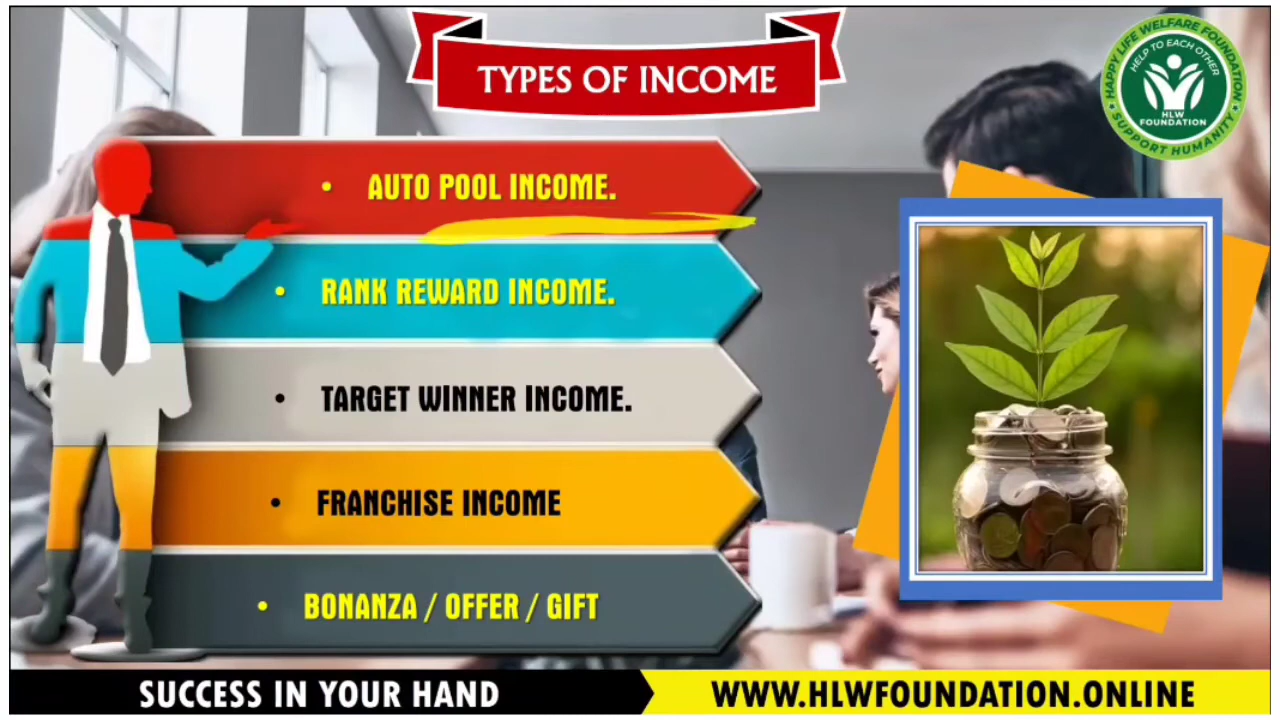 TYPES OF INCOME
HAPPY LIFE WELFARE FOUNDATION
HELP TO EACH OTHER
HLW
FOUNDATION
SUPPORT HUMANITY
• AUTO POOL INCOME.
• RANK REWARD INCOME.
• TARGET WINNER INCOME.
• FRANCHISE INCOME
• BONANZA / OFFER / GIFT
SUCCESS IN YOUR HAND
WWW.HLWFOUNDATION.ONLINE